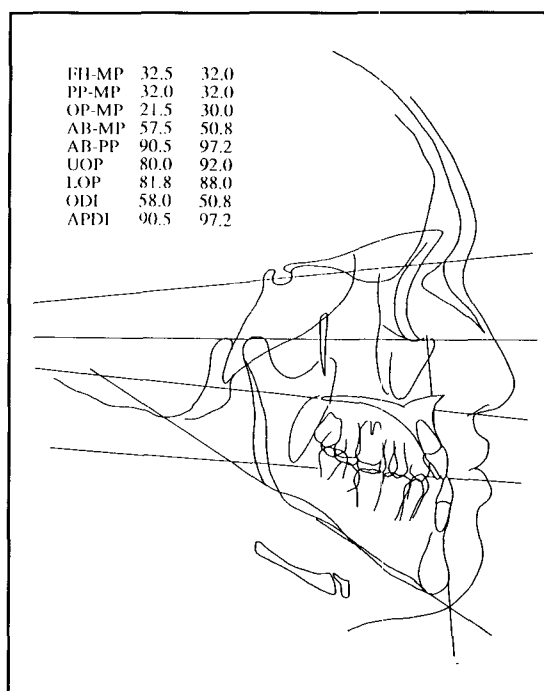 FH-MP 32.5 32.0
PP-MP 32.0 32.0
OP-MP 21.5 30.0
AB-MP 57.5 50.8
AB-PP 90.5 97.2
UOP 80.0 92.0
LOP 81.8 88.0
ODI 58.0 50.8
APDI 90.5 97.2